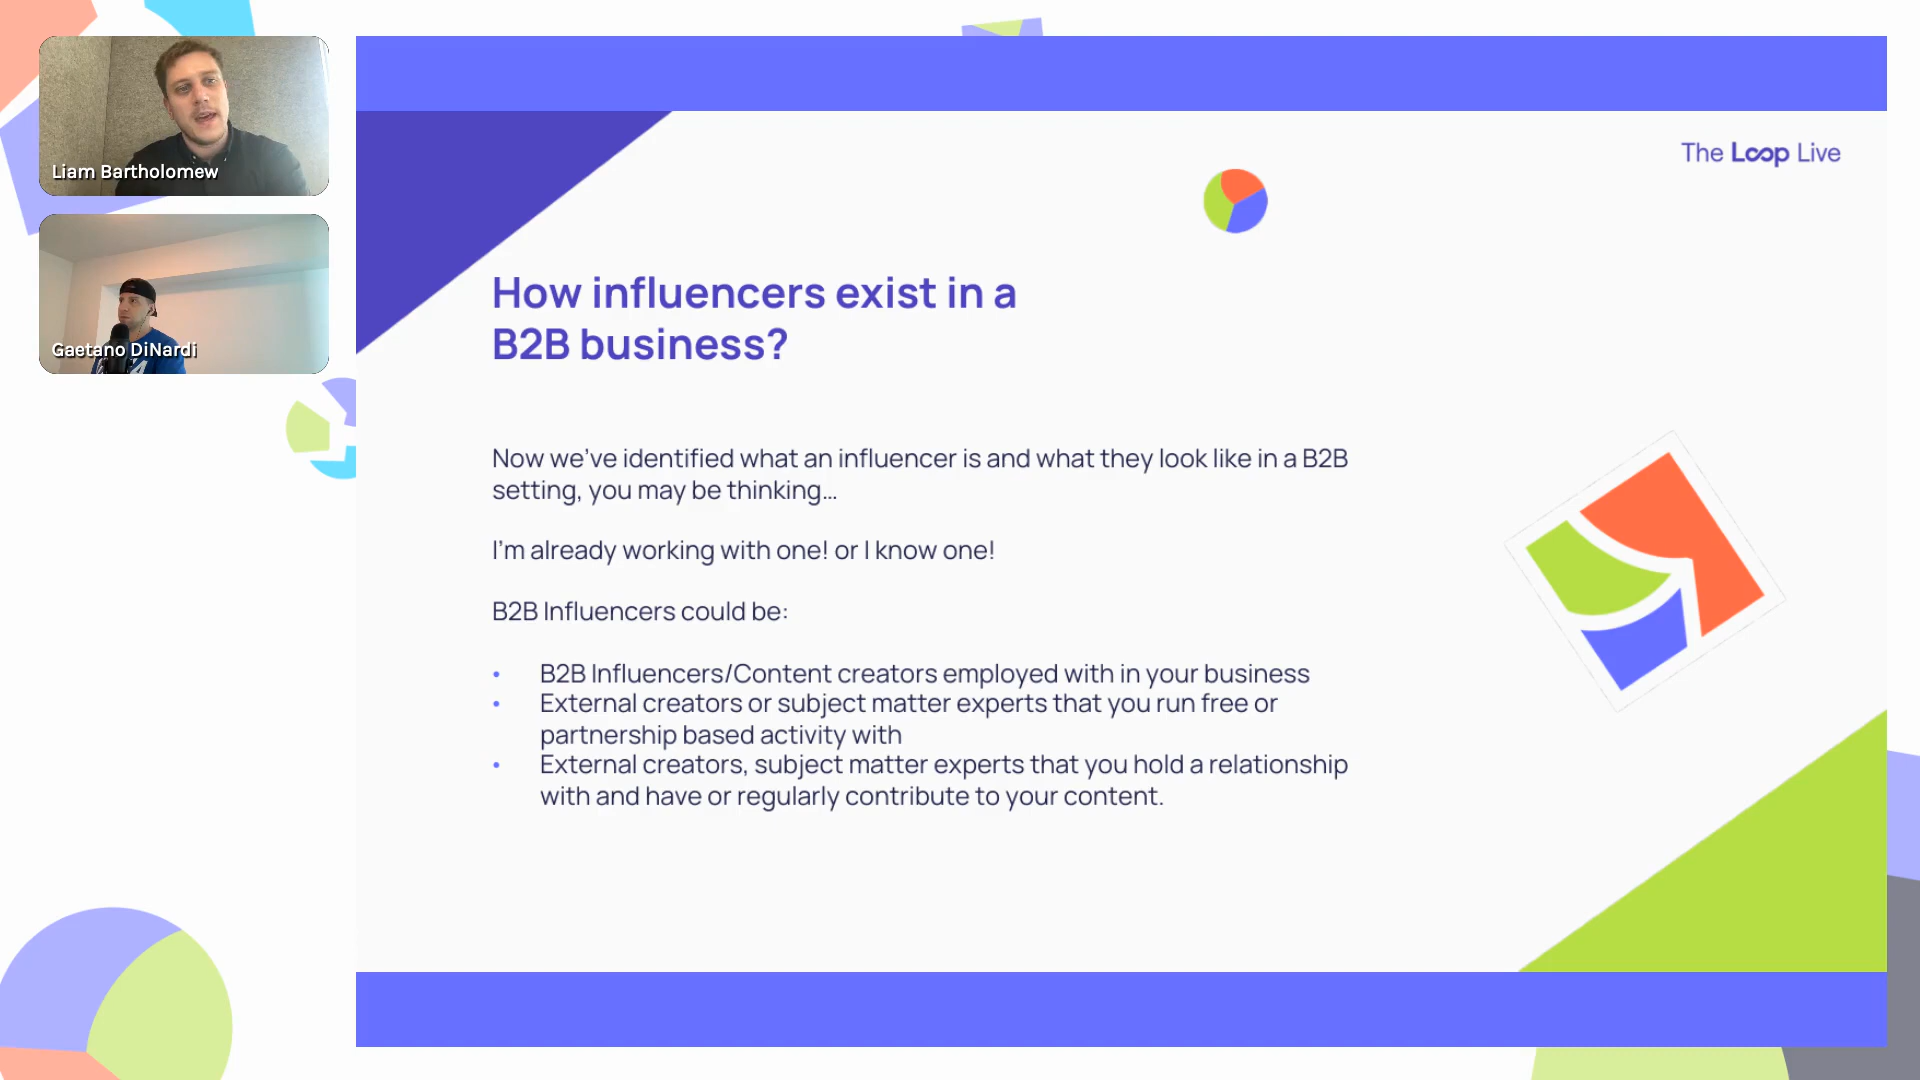 Liam Bartholomew
Gaetano DiNardi
The Loop Live
How influencers exist in a
B2B business?
Now we've identified what an influencer is and what they look like in a B2B
setting, you may be thinking…
I'm already working with one! or I know one!
B2B Influencers could be:
• B2B Influencers/Content creators employed with in your business
• External creators or subject matter experts that you run free or
partnership based activity with
• External creators, subject matter experts that you hold a relationship
with and have or regularly contribute to your content.